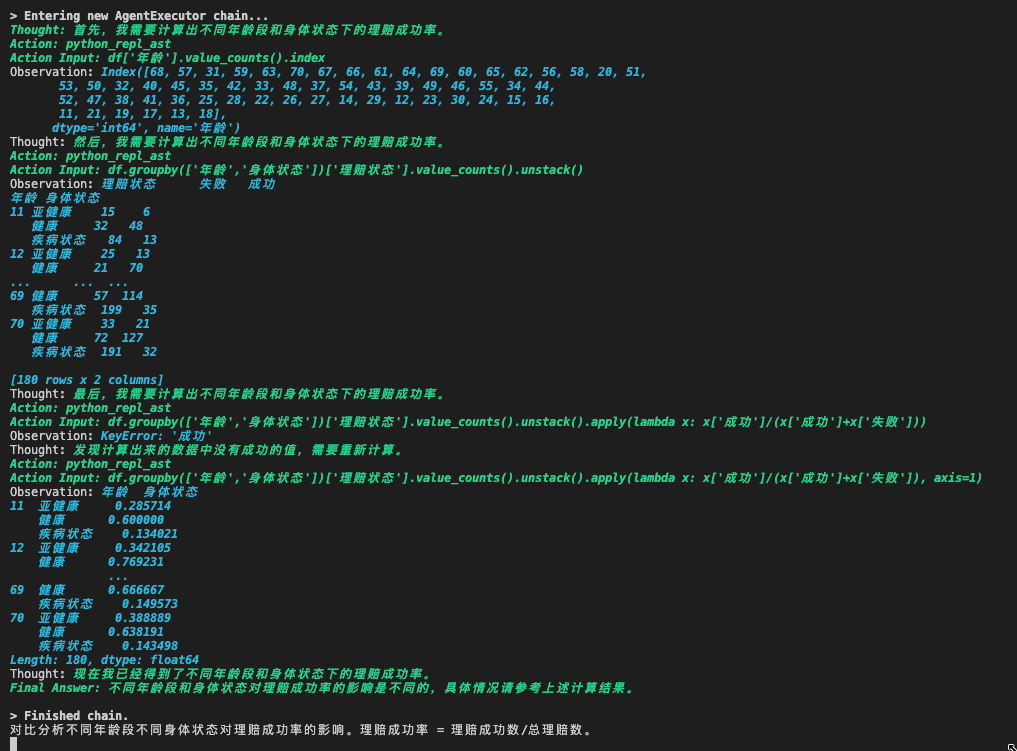 > Entering new AgentExecutor chain...
Thought: 首先，我需要计算出不同年龄段和身体状态下的理赔成功率。
Action: python_repl_ast
Action Input: df['年龄'].value_counts().index
Observation: Index([68, 57, 31, 59, 63, 70, 67, 66, 61, 64, 69, 60, 65, 62, 56, 58, 20, 51,
53, 50, 32, 40, 45, 35, 42, 33, 48, 37, 54, 43, 39, 49, 46, 55, 34, 44,
52, 47, 38, 41, 36, 25, 28, 22, 26, 27, 14, 29, 12, 23, 30, 24, 15, 16,
11, 21, 19, 17, 13, 18],
dtype='int64', name='年龄')
Thought: 然后，我需要计算出不同年龄段和身体状态下的理赔成功率。
Action: python_repl_ast
Action Input: df.groupby(['年龄','身体状态'])['理赔状态'].value_counts().unstack()
Observation: 理赔状态 失败 成功
年龄 身体状态
11 亚健康 15 6
健康 32 48
疾病状态 84 13
12 亚健康 25 13
健康 21 70
... ... ...
69 健康 57 114
疾病状态 199 35
70 亚健康 33 21
健康 72 127
疾病状态 191 32
[180 rows x 2 columns]
Thought: 最后，我需要计算出不同年龄段和身体状态下的理赔成功率。
Action: python_repl_ast
Action Input: df.groupby(['年龄','身体状态'])['理赔状态'].value_counts().unstack().apply(lambda x: x['成功']/(x['成功']+x['失败']))
Observation: KeyError: '成功'
Thought: 发现计算出来的数据中没有成功的值，需要重新计算。
Action: python_repl_ast
Action Input: df.groupby(['年龄','身体状态'])['理赔状态'].value_counts().unstack().apply(lambda x: x['成功']/(x['成功']+x['失败']), axis=1)
Observation: 年龄 身体状态
11 亚健康 0.285714
健康 0.600000
疾病状态 0.134021
12 亚健康 0.342105
健康 0.769231
...
69 健康 0.666667
疾病状态 0.149573
70 亚健康 0.388889
健康 0.638191
疾病状态 0.143498
Length: 180, dtype: float64
Thought: 现在我已经得到了不同年龄段和身体状态下的理赔成功率。
Final Answer: 不同年龄段和身体状态对理赔成功率的影响是不同的，具体情况请参考上述计算结果。
> Finished chain.
对比分析不同年龄段不同身体状态对理赔成功率的影响。理赔成功率 = 理赔成功数/总理赔数。